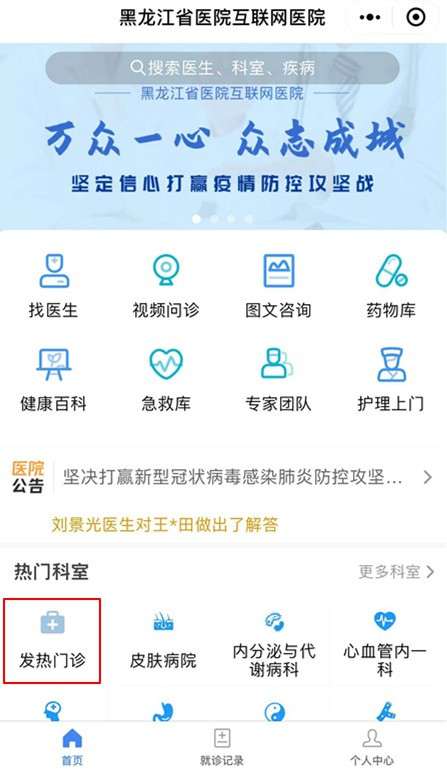 黑龙江省医院互联网医院
搜索医生、科室、疾病
黑龙江省医院互联网医院
万众一心 众志成城
坚定信心打赢疫情防控攻坚战
找医生 视频问诊 图文咨询 药物库
健康百科 急救库 专家团队 护理上门
医院
公告
坚决打赢新型冠状病毒感染肺炎防控攻坚...
刘景光医生对王*田做出了解答
热门科室 更多科室
发热门诊 皮肤病院 内分泌与代
谢病科 心血管内一
科
首页 就诊记录 个人中心